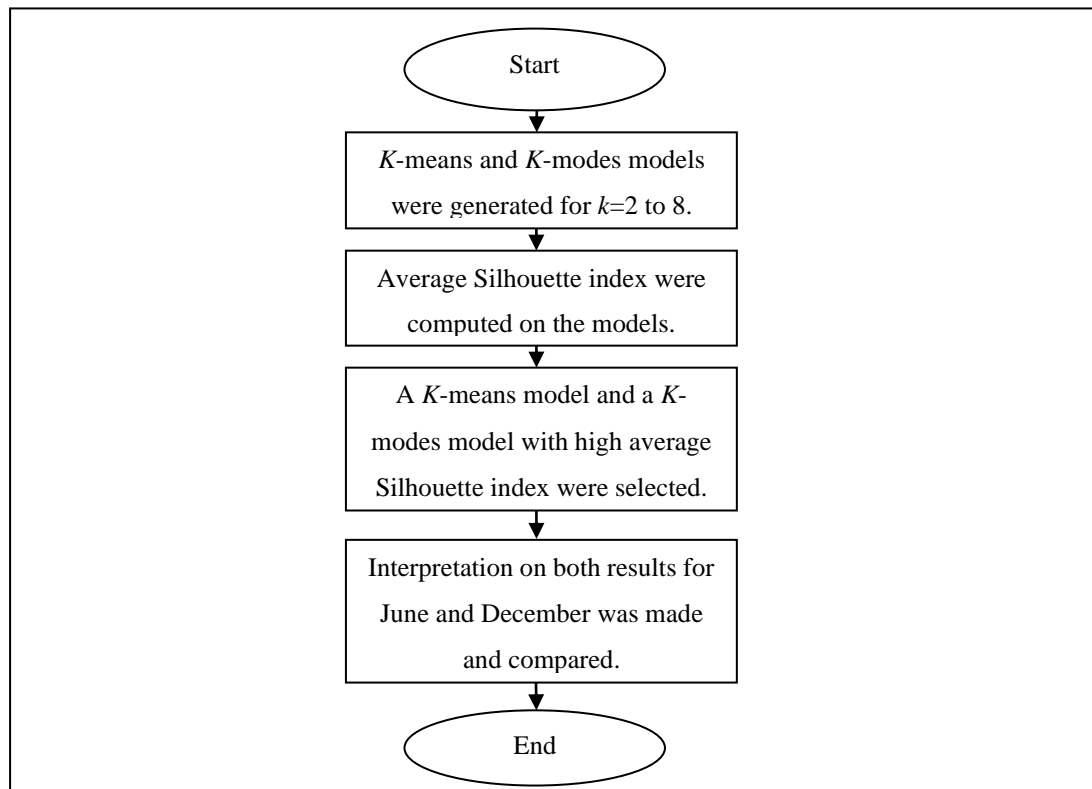 Start
K-means and K-modes models
were generated for k=2 to 8.
Average Silhouette index were
computed on the models.
A K-means model and a K-
modes model with high average
Silhouette index were selected.
Interpretation on both results for
June and December was made
and compared.
End